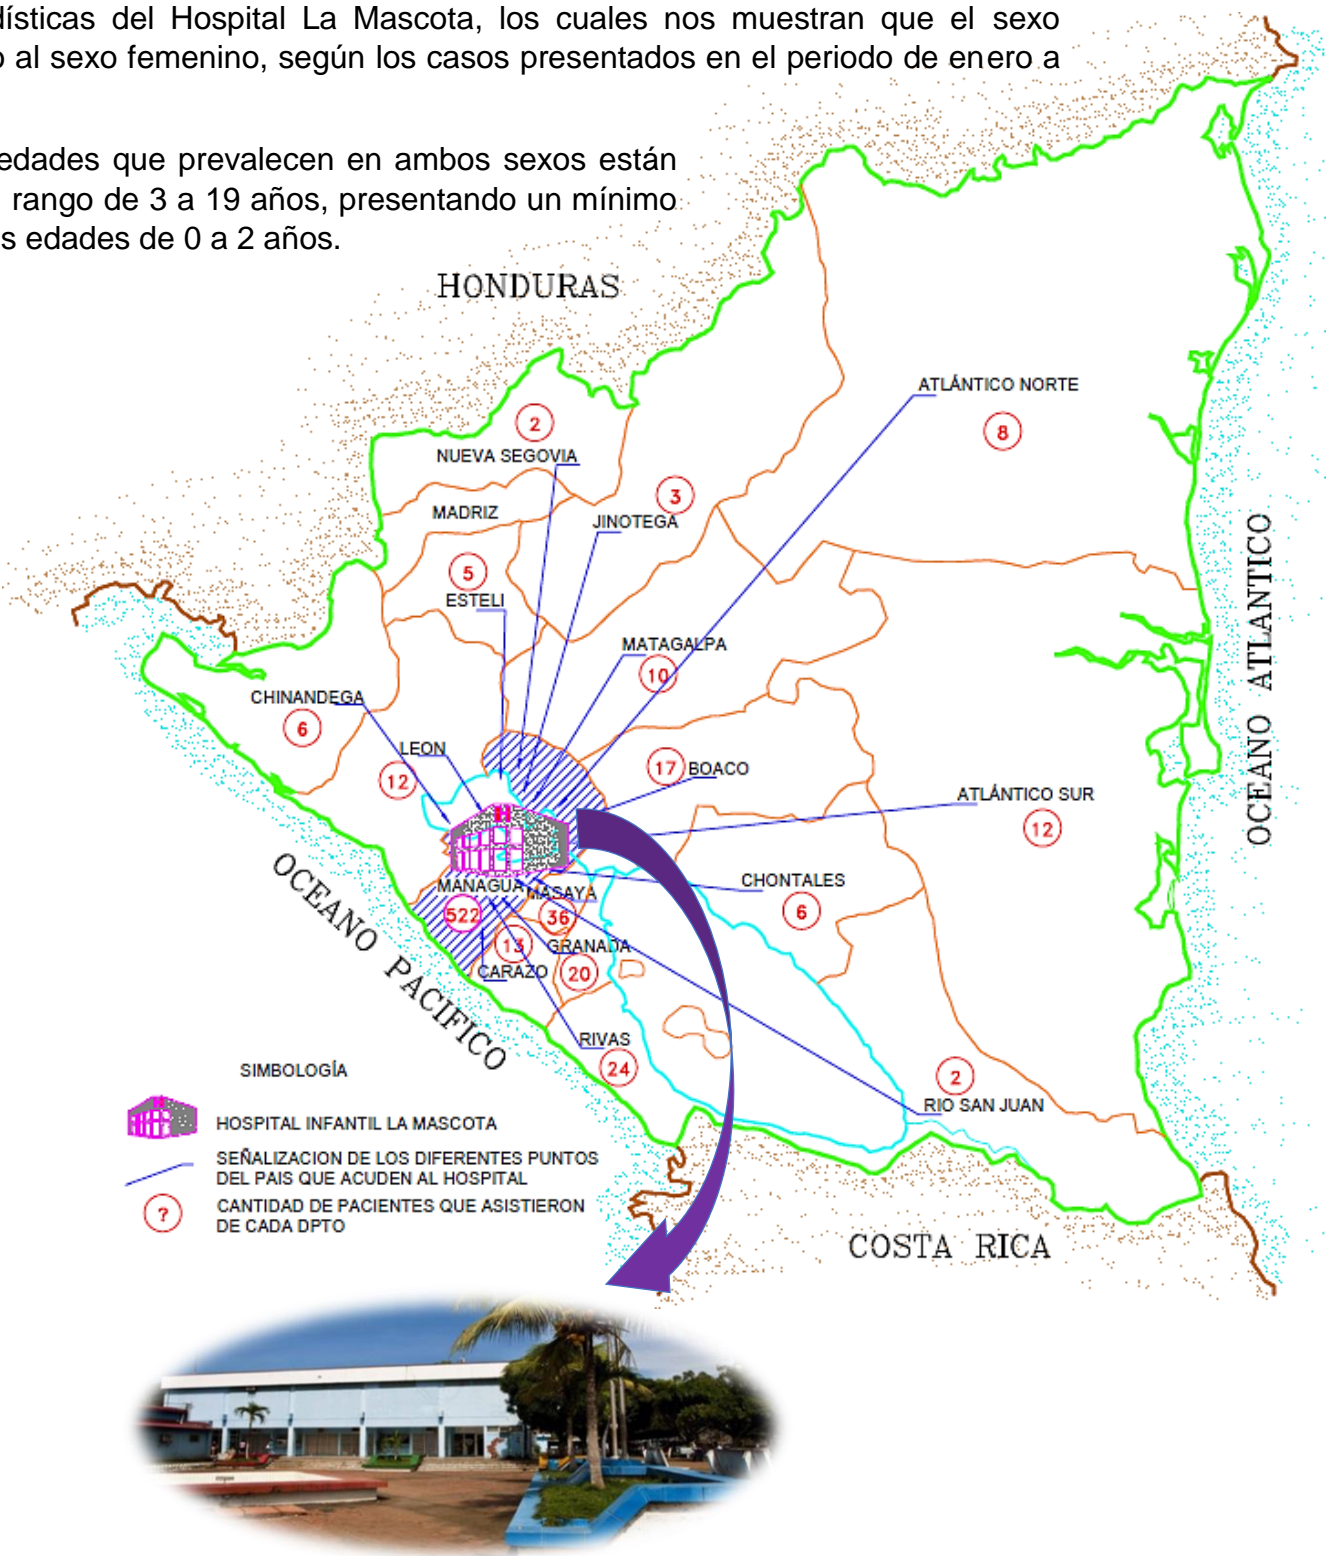 dísticas del Hospital La Mascota, los cuales nos muestran que el sexo
o al sexo femenino, según los casos presentados en el periodo de enero a
edades que prevalecen en ambos sexos están
rango de 3 a 19 años, presentando un mínimo
s edades de 0 a 2 años.
HONDURAS
ATLÁNTICO NORTE
8
2
NUEVA SEGOVIA
3
JINOTEGA
MADRIZ
5
ESTELI
MATAGALPA
10
CHINANDEGA
6
LEON
12
17 BOACO
ATLÁNTICO SUR
12
OCEANO ATLANTICO
CHONTALES
6
MANAGUA
522
MASAYA
36
13
CARAZO
GRANADA
20
OCEANO PACIFICO
RIVAS
24
2
RIO SAN JUAN
COSTA RICA
SIMBOLOGÍA
HOSPITAL INFANTIL LA MASCOTA
SEÑALIZACION DE LOS DIFERENTES PUNTOS
DEL PAIS QUE ACUDEN AL HOSPITAL
?
CANTIDAD DE PACIENTES QUE ASISTIERON
DE CADA DPTO